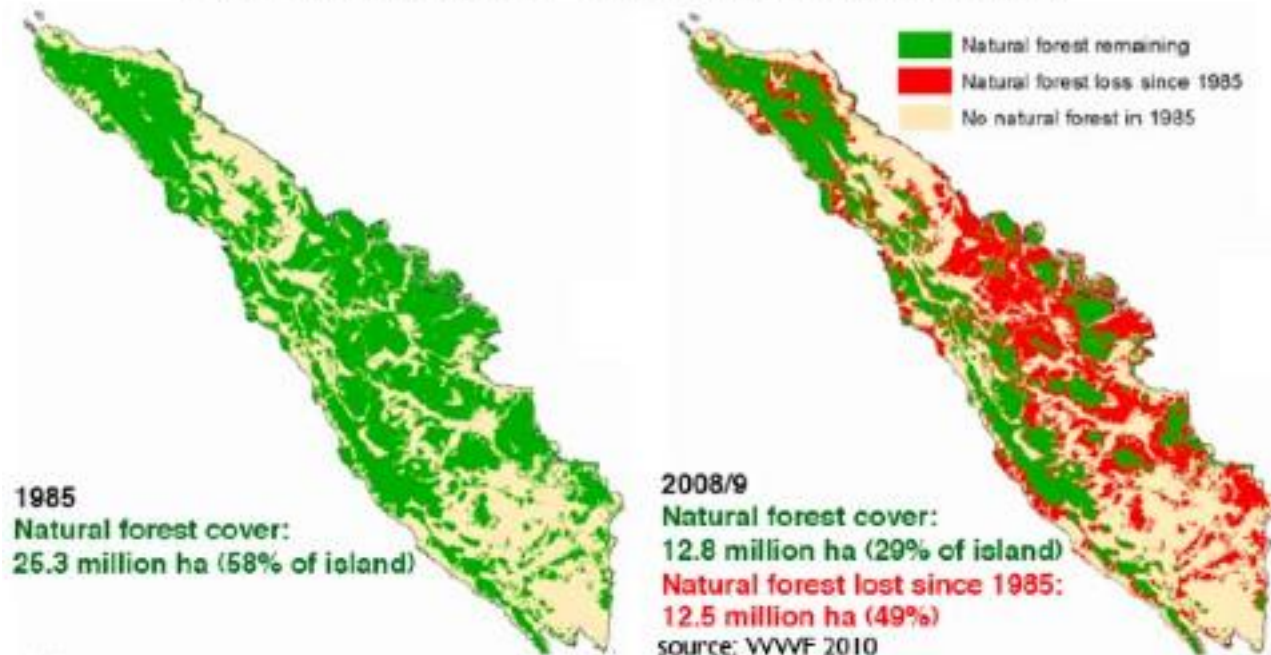 Natural forest remaining
Natural forest loss since 1985
No natural forest in 1985
1985
Natural forest cover:
25.3 million ha (58% of island)
2008/9
Natural forest cover:
12.8 million ha (29% of island)
Natural forest lost since 1985:
12.5 million ha (49%)
source: WWF 2010